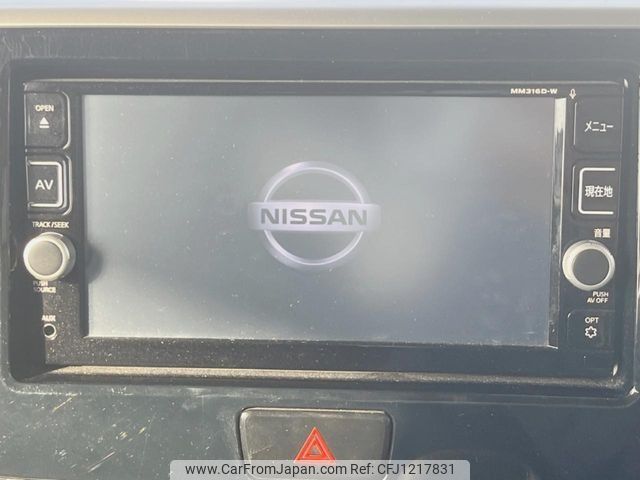 MM316D-W
OPEN
メニュー
AV
現在地
NISSAN
TRACK/SEEK
音量
PUSH
SOURCE
PUSH
AV OFF
AUX
OPT
www.CarFromJapan.com Ref No.CFJ1217831